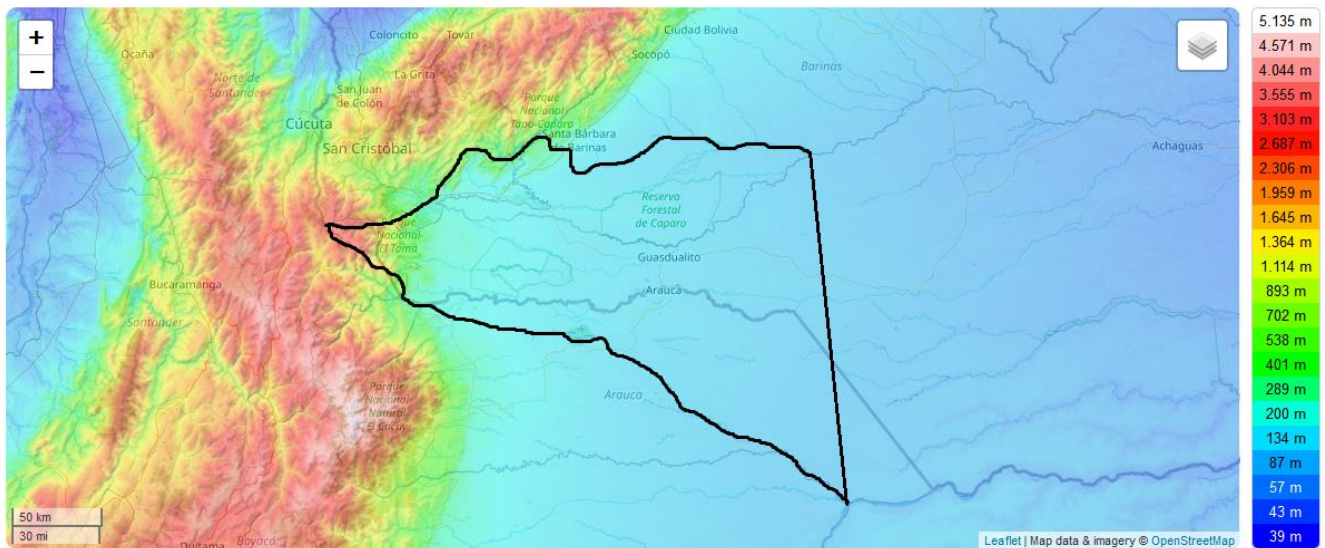 +
−
Ciudad Bolivia
Coloncito
Tovar
Ocaña
Socopó
Barinas
La Grita
Norte de
Santander
San Juan
de Colón
Parque
Nacional
Tapo-Caparo
Cúcuta
Santa Bárbara
de Barinas
San Cristóbal
Achaguas
Reserva
Forestal
de Caparo
Parque
Nacional
El Tamá
Guasdualito
Bucaramanga
Arauca
Santander
Parque
Nacional
Natural
El Cocuy
Arauca
50 km
30 mi
Duitama
Boyacá
Leaflet | Map data & imagery © OpenStreetMap
5.135 m
4.571 m
4.044 m
3.555 m
3.103 m
2.687 m
2.306 m
1.959 m
1.645 m
1.364 m
1.114 m
893 m
702 m
538 m
401 m
289 m
200 m
134 m
87 m
57 m
43 m
39 m